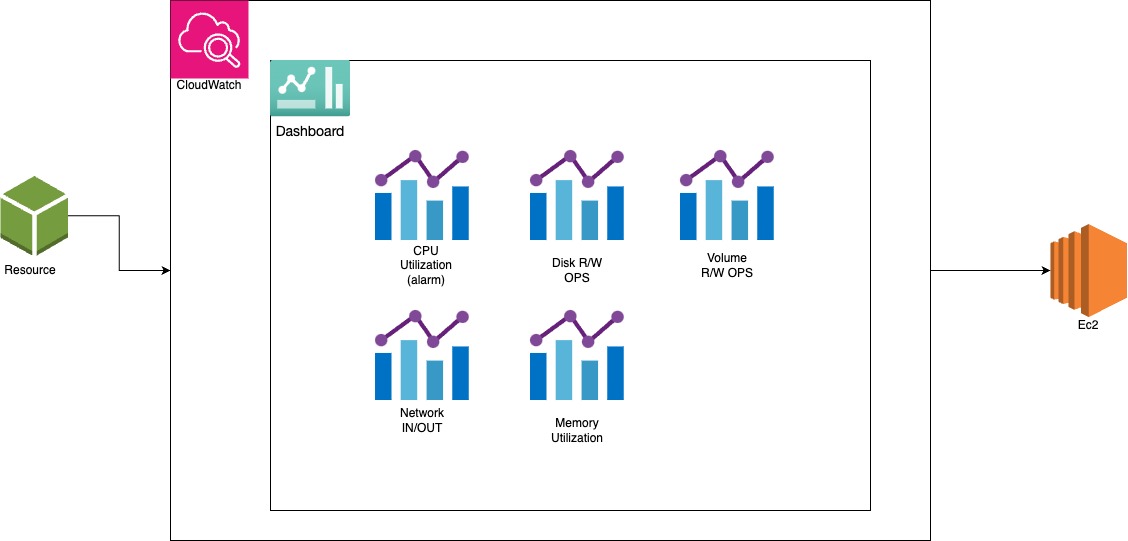 CloudWatch
Dashboard
CPU
Utilization
(alarm)
Disk R/W
OPS
Volume
R/W OPS
Resource
Ec2
Network
IN/OUT
Memory
Utilization